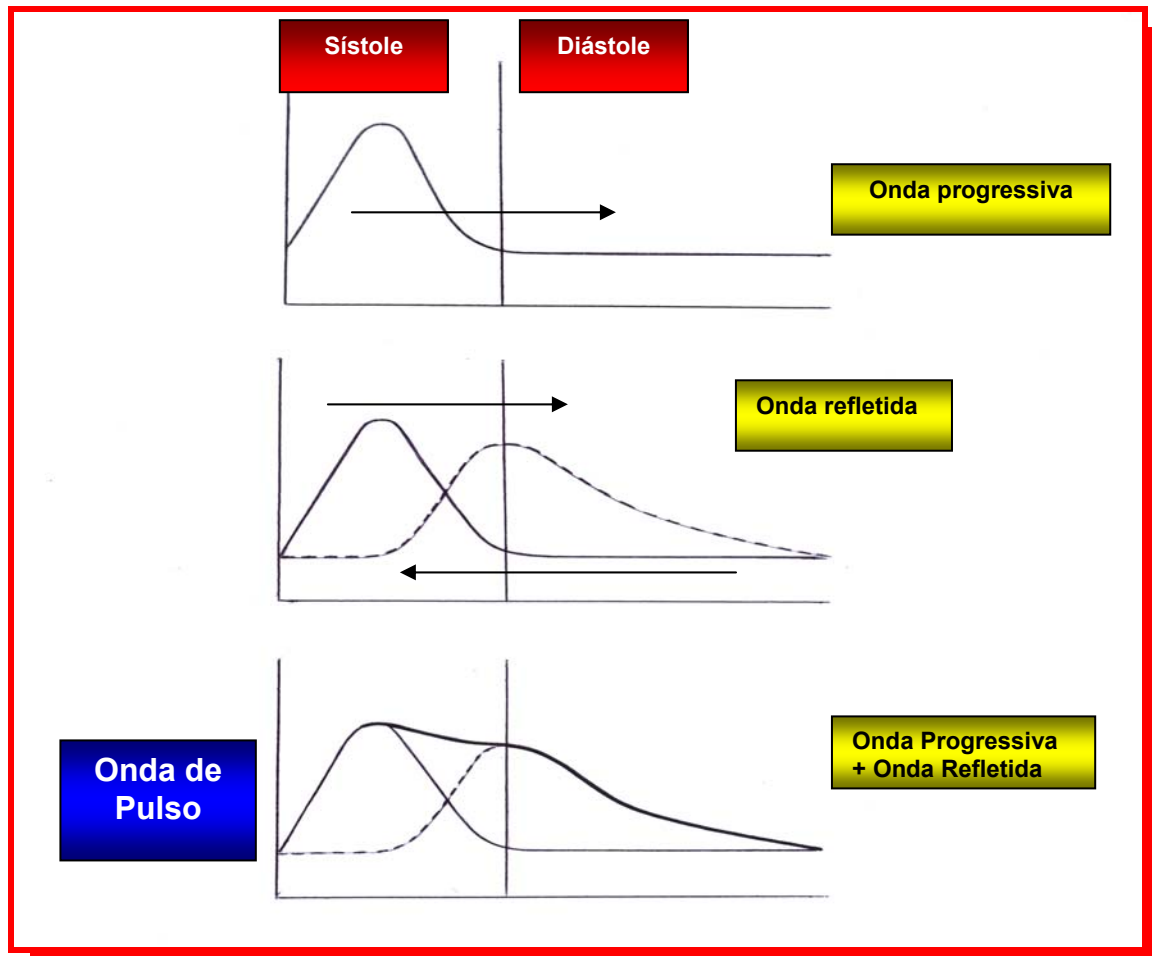 Sístole
Diástole
Onda progressiva
Onda refletida
Onda de
Pulso
Onda Progressiva
+ Onda Refletida